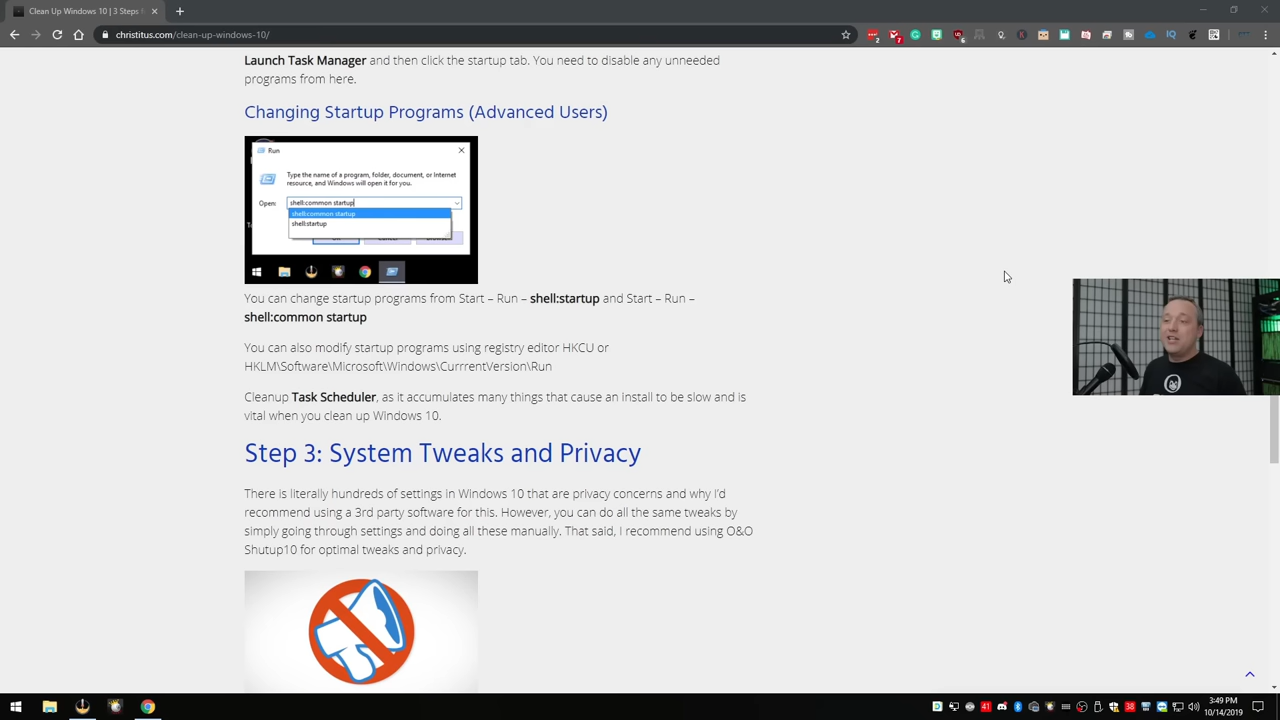 Clean Up Windows 10 | 3 Steps
christitus.com/clean-up-windows-10/
Launch Task Manager and then click the startup tab. You need to disable any unneeded
programs from here.
Changing Startup Programs (Advanced Users)
Run
Type the name of a program, folder, document, or Internet
resource, and Windows will open it for you.
Open: shell:common startup
shell:common startup
shell:startup
You can change startup programs from Start – Run – shell:startup and Start – Run –
shell:common startup
You can also modify startup programs using registry editor HKCU or
HKLM\Software\Microsoft\Windows\CurrrentVersion\Run
Cleanup Task Scheduler, as it accumulates many things that cause an install to be slow and is
vital when you clean up Windows 10.
Step 3: System Tweaks and Privacy
There is literally hundreds of settings in Windows 10 that are privacy concerns and why I'd
recommend using a 3rd party software for this. However, you can do all the same tweaks by
simply going through settings and doing all these manually. That said, I recommend using O&O
Shutup10 for optimal tweaks and privacy.
41
38
3:49 PM
10/14/2019